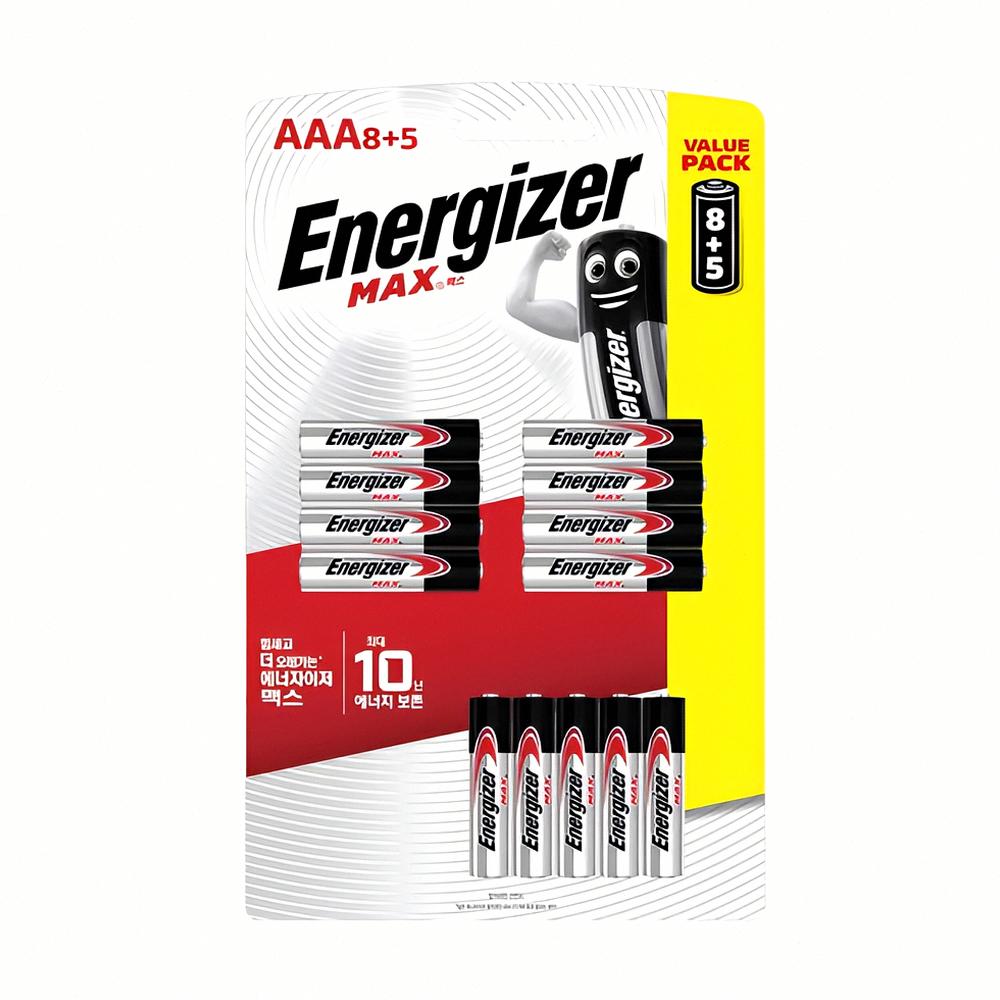 AAA8+5
Energizer
MAX® 맥스
VALUE
PACK
8
+
5
ergizer.
Energizer
MAX.
Energizer
MAX.
Energizer
MAX.
Energizer
MAX.
Energizer
MAX.
Energizer
MAX.
Energizer
MAX.
Energizer
MAX.
힘세고
더 오래가는*
에너자이저
맥스
최대
10년
에너지 보존
Energizer
MAX.
Energizer
MAX.
Energizer
MAX.
Energizer
MAX.
Energizer
MAX.